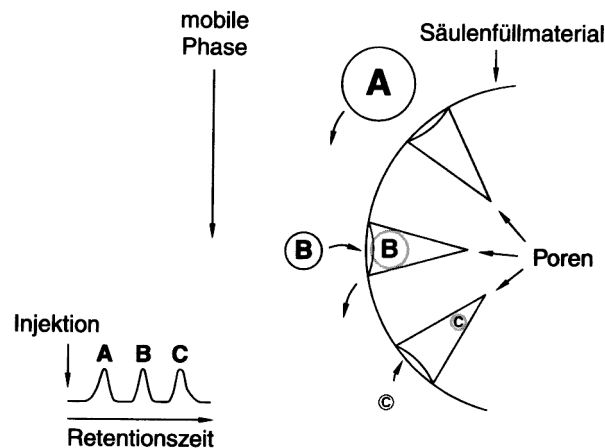 mobile
Phase
Säulenfüllmaterial
A
B
B
Poren
C
C
Injektion
A B C
Retentionszeit